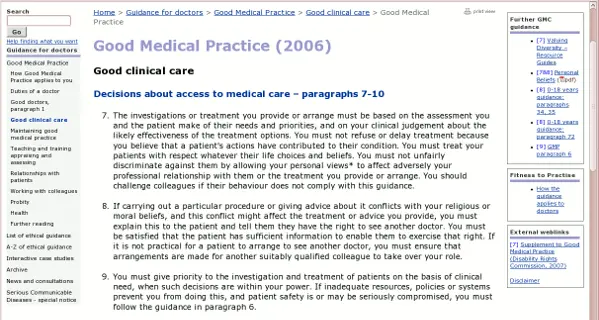 Search
Go
Help finding what you want
Guidance for doctors
Good Medical Practice
How Good Medical
Practice applies to you
Duties of a doctor
Good doctors,
paragraph 1
Good clinical care
Maintaining good
medical practice
Teaching and training
appraising and
assessing
Relationships with
patients
Working with colleagues
Probity
Health
Further reading
List of ethical guidance
A-Z of ethical guidance
Interactive case studies
Archive
News and consultations
Serious Communicable
Diseases - special notice
Home > Guidance for doctors > Good Medical Practice > Good clinical care > Good Medical
Practice
print view
Good Medical Practice (2006)
Good clinical care
Decisions about access to medical care – paragraphs 7-10
7. The investigations or treatment you provide or arrange must be based on the assessment you
and the patient make of their needs and priorities, and on your clinical judgement about the
likely effectiveness of the treatment options. You must not refuse or delay treatment because
you believe that a patient's actions have contributed to their condition. You must treat your
patients with respect whatever their life choices and beliefs. You must not unfairly
discriminate against them by allowing your personal views* to affect adversely your
professional relationship with them or the treatment you provide or arrange. You should
challenge colleagues if their behaviour does not comply with this guidance.
8. If carrying out a particular procedure or giving advice about it conflicts with your religious or
moral beliefs, and this conflict might affect the treatment or advice you provide, you must
explain this to the patient and tell them they have the right to see another doctor. You must
be satisfied that the patient has sufficient information to enable them to exercise that right. If
it is not practical for a patient to arrange to see another doctor, you must ensure that
arrangements are made for another suitably qualified colleague to take over your role.
9. You must give priority to the investigation and treatment of patients on the basis of clinical
need, when such decisions are within your power. If inadequate resources, policies or systems
prevent you from doing this, and patient safety is or may be seriously compromised, you must
follow the guidance in paragraph 6.
Further GMC
guidance
[7] Valuing
Diversity –
Resource
Guides
Personal
Beliefs (pdf)
[8] 0-18 years
guidance:
paragraphs
34, 35
[8] 0-18 years
guidance:
paragraph 72
[9] GMP
paragraph 6
Fitness to Practise
How the
guidance
applies to
doctors
External weblinks
[7] Supplement to Good
Medical Practice
(Disability Rights
Commission, 2007)
Disclaimer